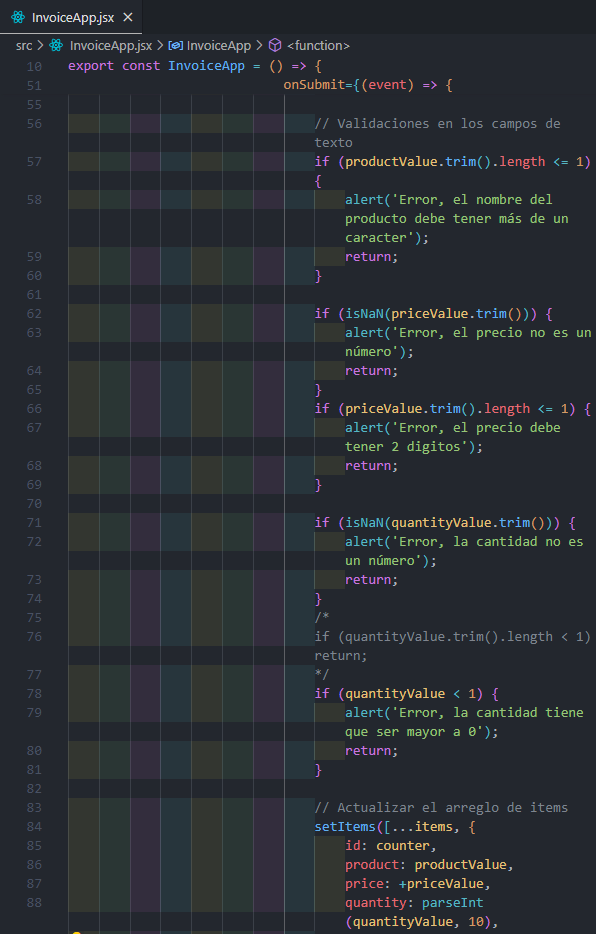 InvoiceApp.jsx ×
src > InvoiceApp.jsx > InvoiceApp > <function>
10 export const InvoiceApp = () => {
51 onSubmit={(event) => {
55
56 // Validaciones en los campos de
texto
57 if (productValue.trim().length <= 1)
{
58 alert('Error, el nombre del
producto debe tener más de un
caracter');
59 return;
60 }
61
62 if (isNaN(priceValue.trim())) {
63 alert('Error, el precio no es un
número');
64 return;
65 }
66 if (priceValue.trim().length <= 1) {
67 alert('Error, el precio debe
tener 2 digitos');
68 return;
69 }
70
71 if (isNaN(quantityValue.trim())) {
72 alert('Error, la cantidad no es
un número');
73 return;
74 }
75 /*
76 if (quantityValue.trim().length < 1)
return;
77 */
78 if (quantityValue < 1) {
79 alert('Error, la cantidad tiene
que ser mayor a 0');
80 return;
81 }
82
83 // Actualizar el arreglo de items
84 setItems([...items, {
85 id: counter,
86 product: productValue,
87 price: +priceValue,
88 quantity: parseInt
(quantityValue, 10),